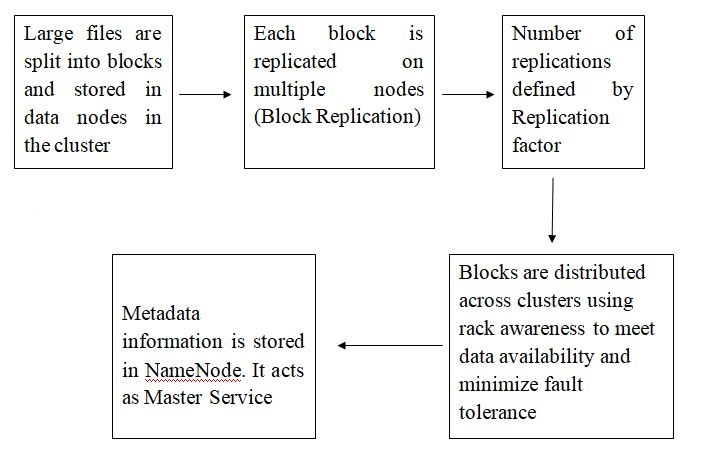 Large files are
split into blocks
and stored in
data nodes in
the cluster
Each block is
replicated on
multiple nodes
(Block Replication)
Number of
replications
defined by
Replication
factor
Blocks are distributed
across clusters using
rack awareness to meet
data availability and
minimize fault
tolerance
Metadata
information is stored
in NameNode. It acts
as Master Service